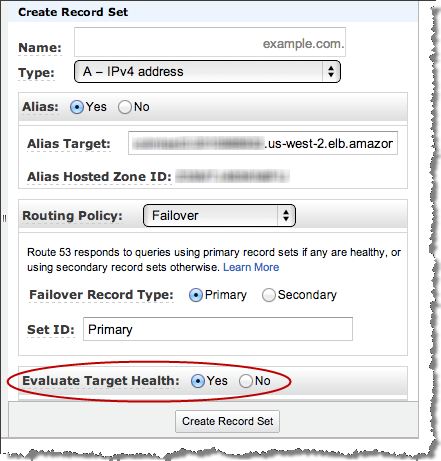 Create Record Set
Name: example.com.
Type: A – IPv4 address
Alias: Yes No
Alias Target: .us-west-2.elb.amazor
Alias Hosted Zone ID:
Routing Policy: Failover
Route 53 responds to queries using primary record sets if any are healthy, or
using secondary record sets otherwise. Learn More
Failover Record Type: Primary Secondary
Set ID: Primary
Evaluate Target Health: Yes No
Create Record Set